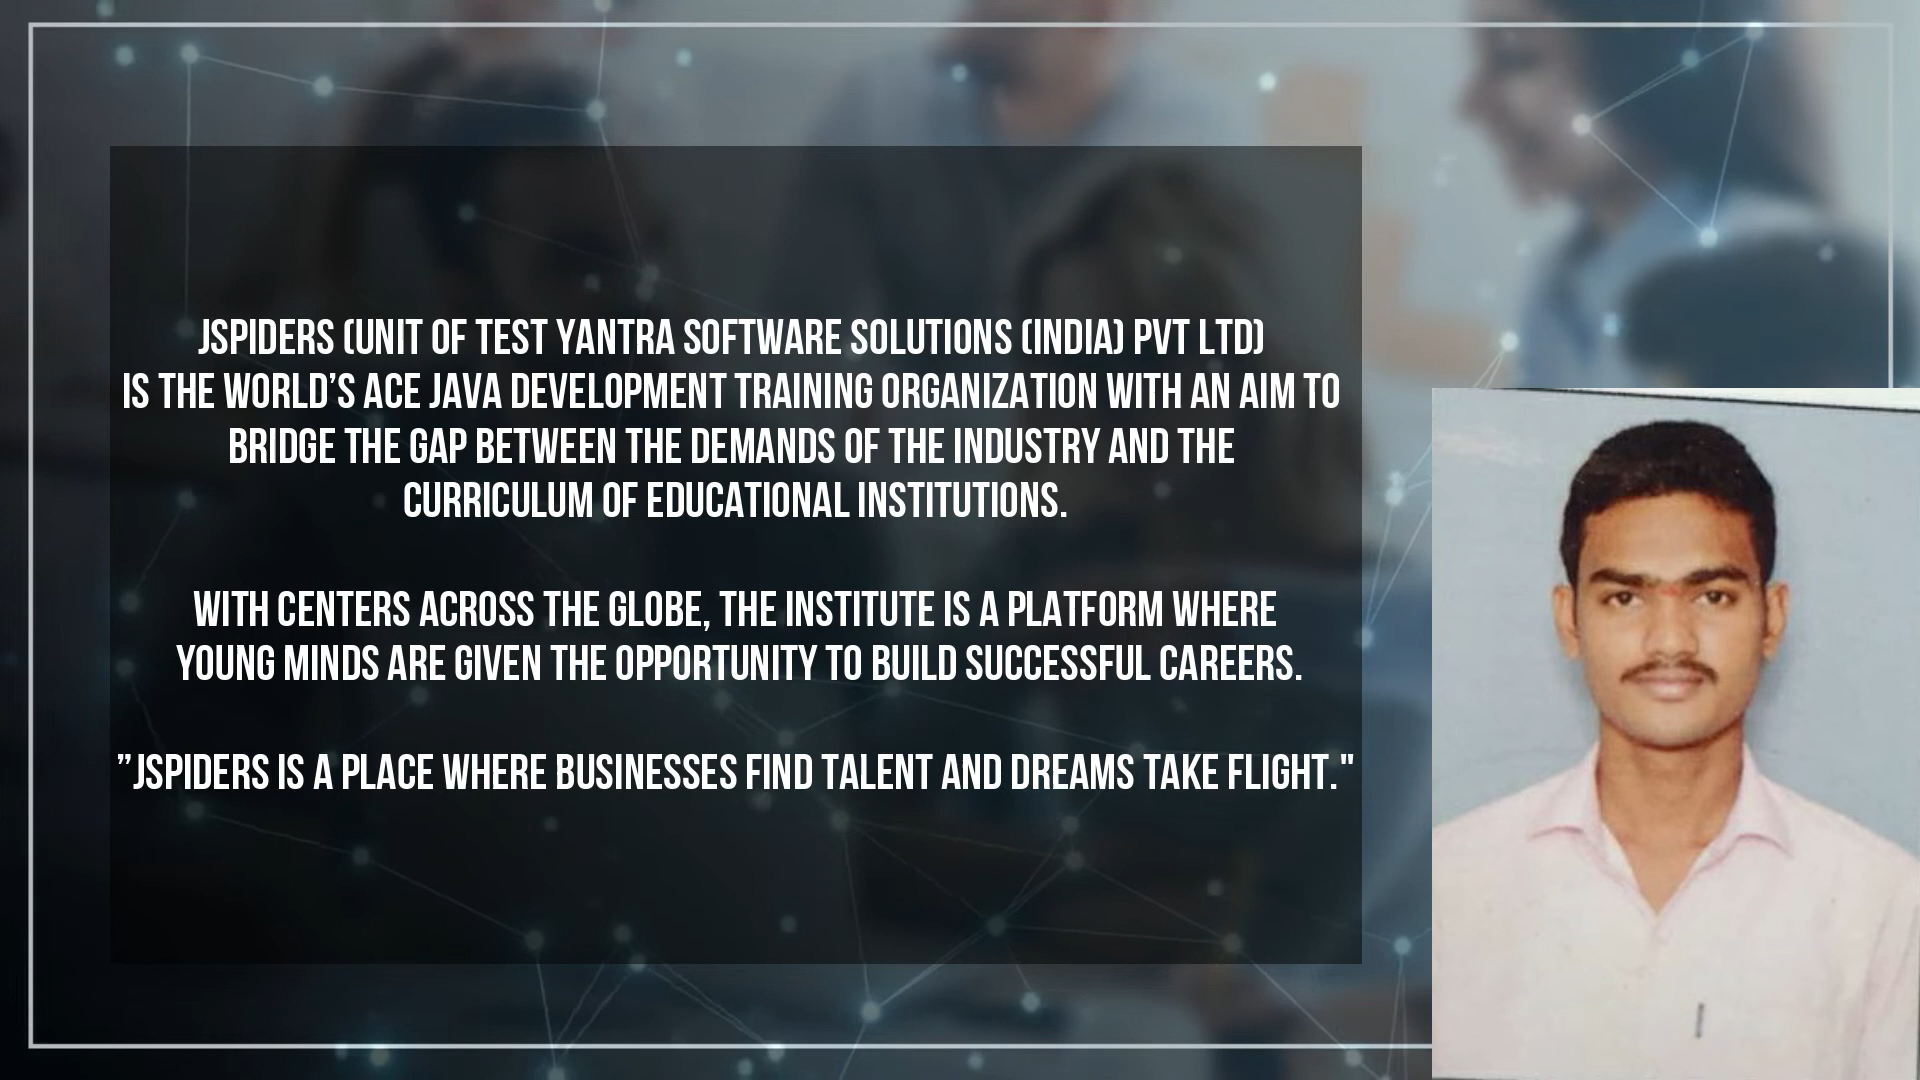 JSPIDERS (UNIT OF TEST YANTRA SOFTWARE SOLUTIONS (INDIA) PVT LTD)
IS THE WORLD’S ACE JAVA DEVELOPMENT TRAINING ORGANIZATION WITH AN AIM TO
BRIDGE THE GAP BETWEEN THE DEMANDS OF THE INDUSTRY AND THE
CURRICULUM OF EDUCATIONAL INSTITUTIONS.
WITH CENTERS ACROSS THE GLOBE, THE INSTITUTE IS A PLATFORM WHERE
YOUNG MINDS ARE GIVEN THE OPPORTUNITY TO BUILD SUCCESSFUL CAREERS.
”JSPIDERS IS A PLACE WHERE BUSINESSES FIND TALENT AND DREAMS TAKE FLIGHT."